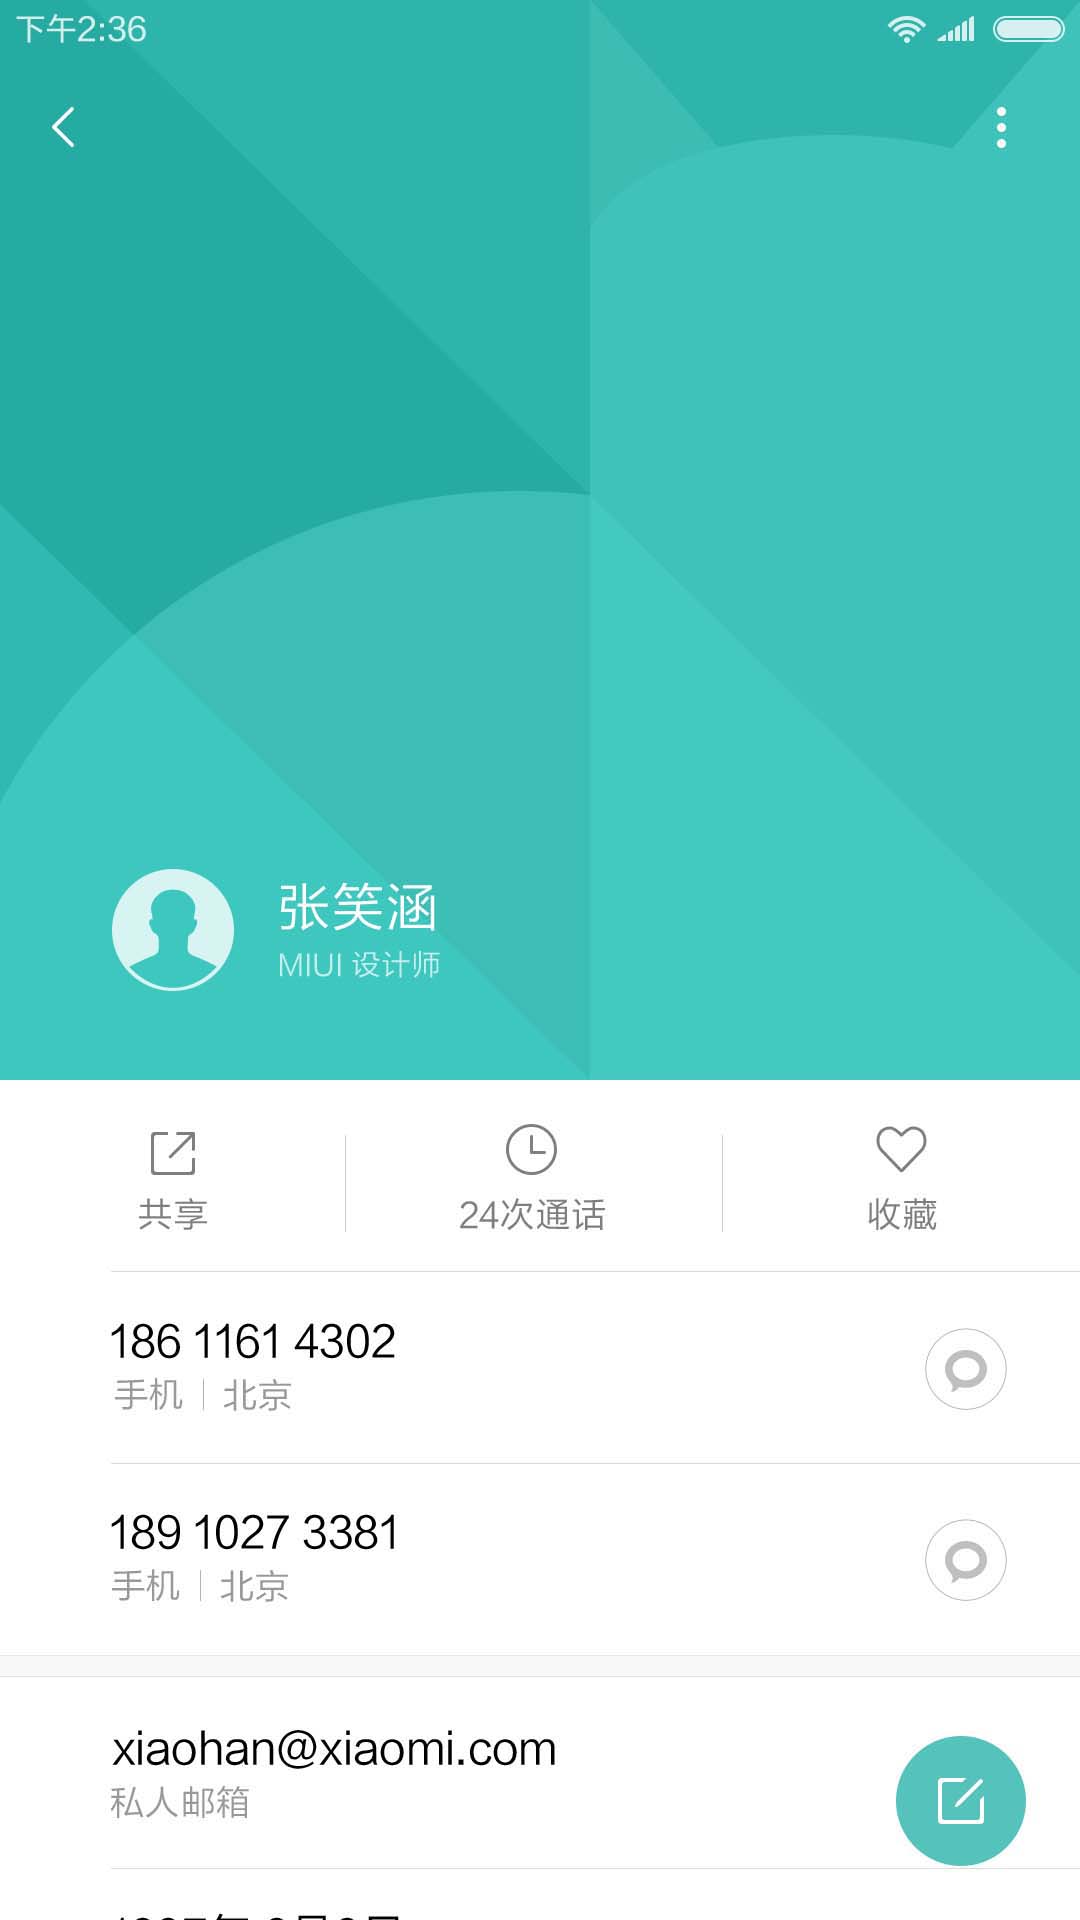 下午2:36
张笑涵
MIUI 设计师
共享
24次通话
收藏
186 1161 4302
手机 | 北京
189 1027 3381
手机 | 北京
xiaohan@xiaomi.com
私人邮箱